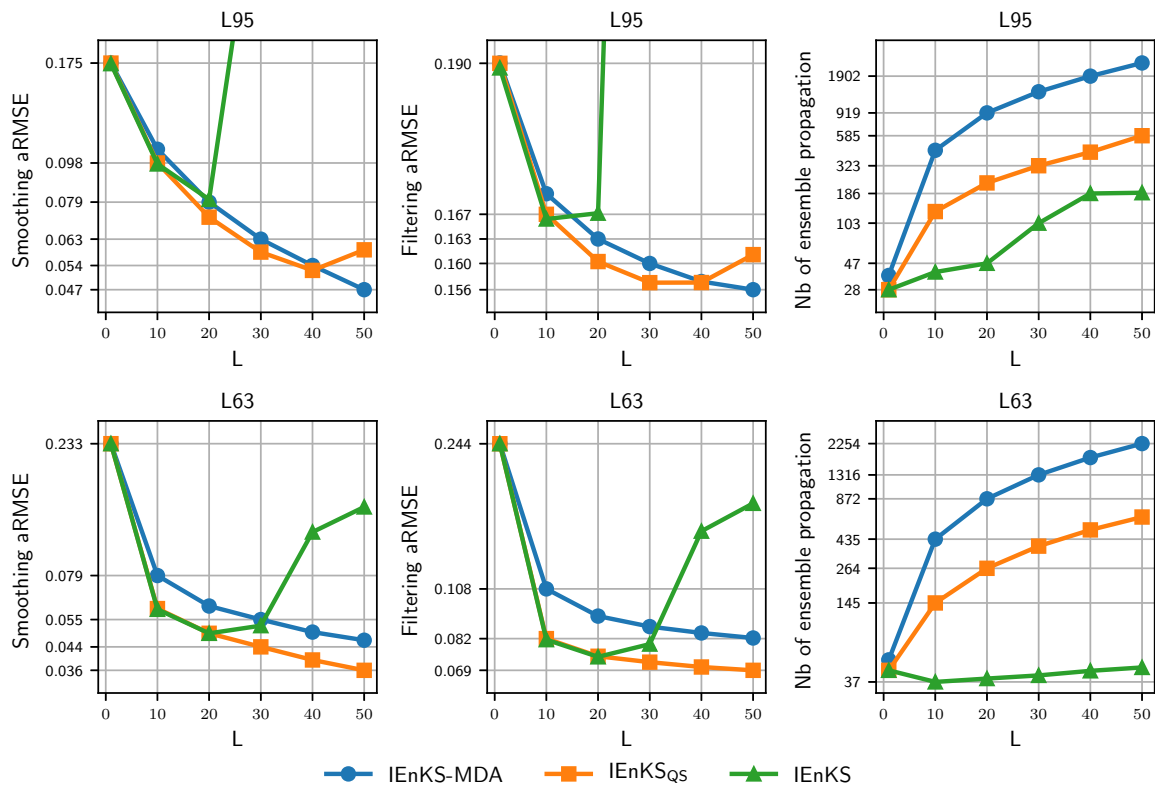 L95
L95
L95
Smoothing aRMSE
0.175
0.098
0.079
0.063
0.054
0.047
0 10 20 30 40 50
L
Filtering aRMSE
0.190
0.167
0.163
0.160
0.156
0 10 20 30 40 50
L
Nb of ensemble propagation
1902
919
585
323
186
103
47
28
0 10 20 30 40 50
L
L63
L63
L63
Smoothing aRMSE
0.233
0.079
0.055
0.044
0.036
0 10 20 30 40 50
L
Filtering aRMSE
0.244
0.108
0.082
0.069
0 10 20 30 40 50
L
Nb of ensemble propagation
2254
1316
872
435
264
145
37
0 10 20 30 40 50
L
IEnKS-MDA IEnKSQS IEnKS